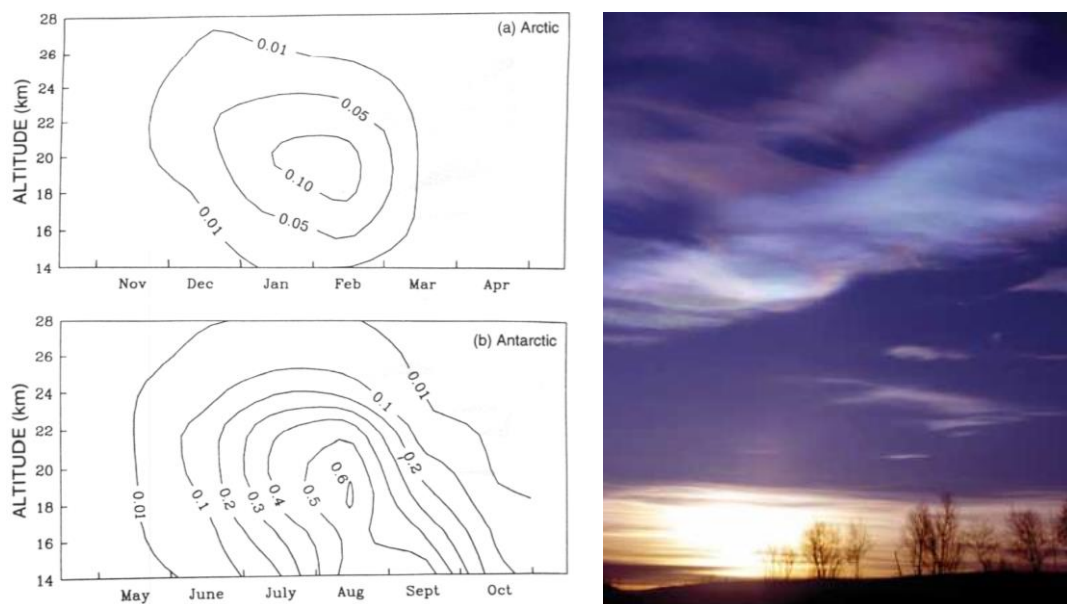 (a) Arctic
ALTITUDE (km)
28
26
24
22
20
18
16
14
0.01
0.05
0.10
0.05
0.01
Nov
Dec
Jan
Feb
Mar
Apr
(b) Antarctic
ALTITUDE (km)
28
26
24
22
20
18
16
14
0.01
0.1
0.2
0.3
0.4
0.5
0.6
0.01
0.1
0.2
May
June
July
Aug
Sept
Oct